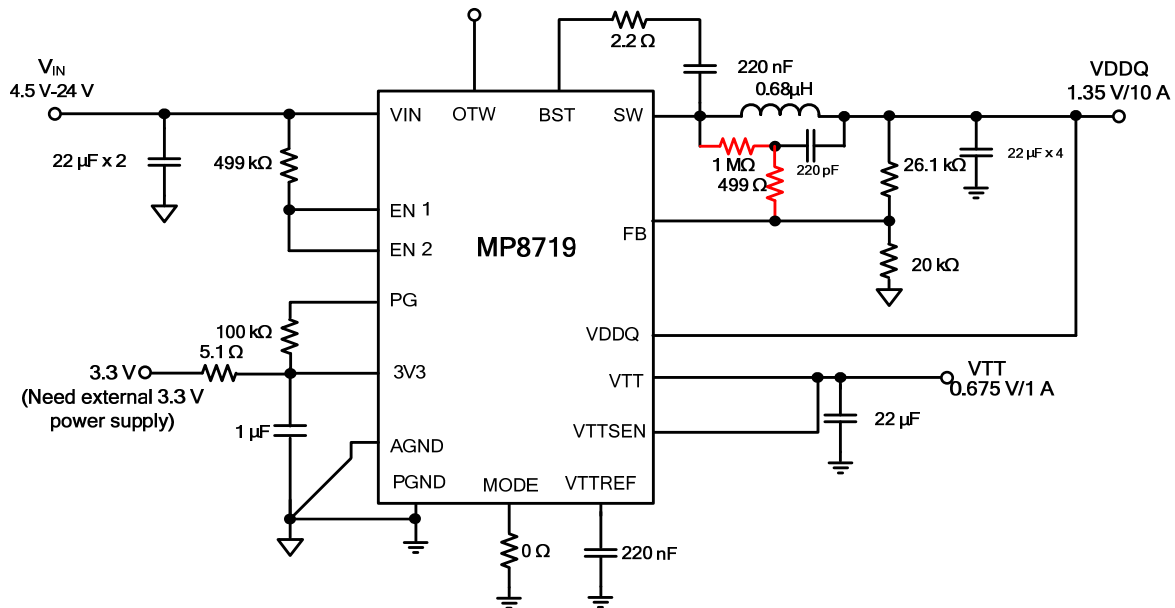 V_IN
4.5 V-24 V
22 µF x 2
499 kΩ
2.2 Ω
220 nF
0.68µH
VDDQ
1.35 V/10 A
VIN
OTW
BST
SW
1 MΩ
499 Ω
220 pF
26.1 kΩ
22 µF x 4
EN 1
EN 2
MP8719
FB
20 kΩ
PG
100 kΩ
5.1 Ω
3.3 V
(Need external 3.3 V
power supply)
3V3
VDDQ
VTT
VTT
0.675 V/1 A
1 µF
AGND
PGND
MODE
VTTREF
VTTSEN
22 µF
0 Ω
220 nF